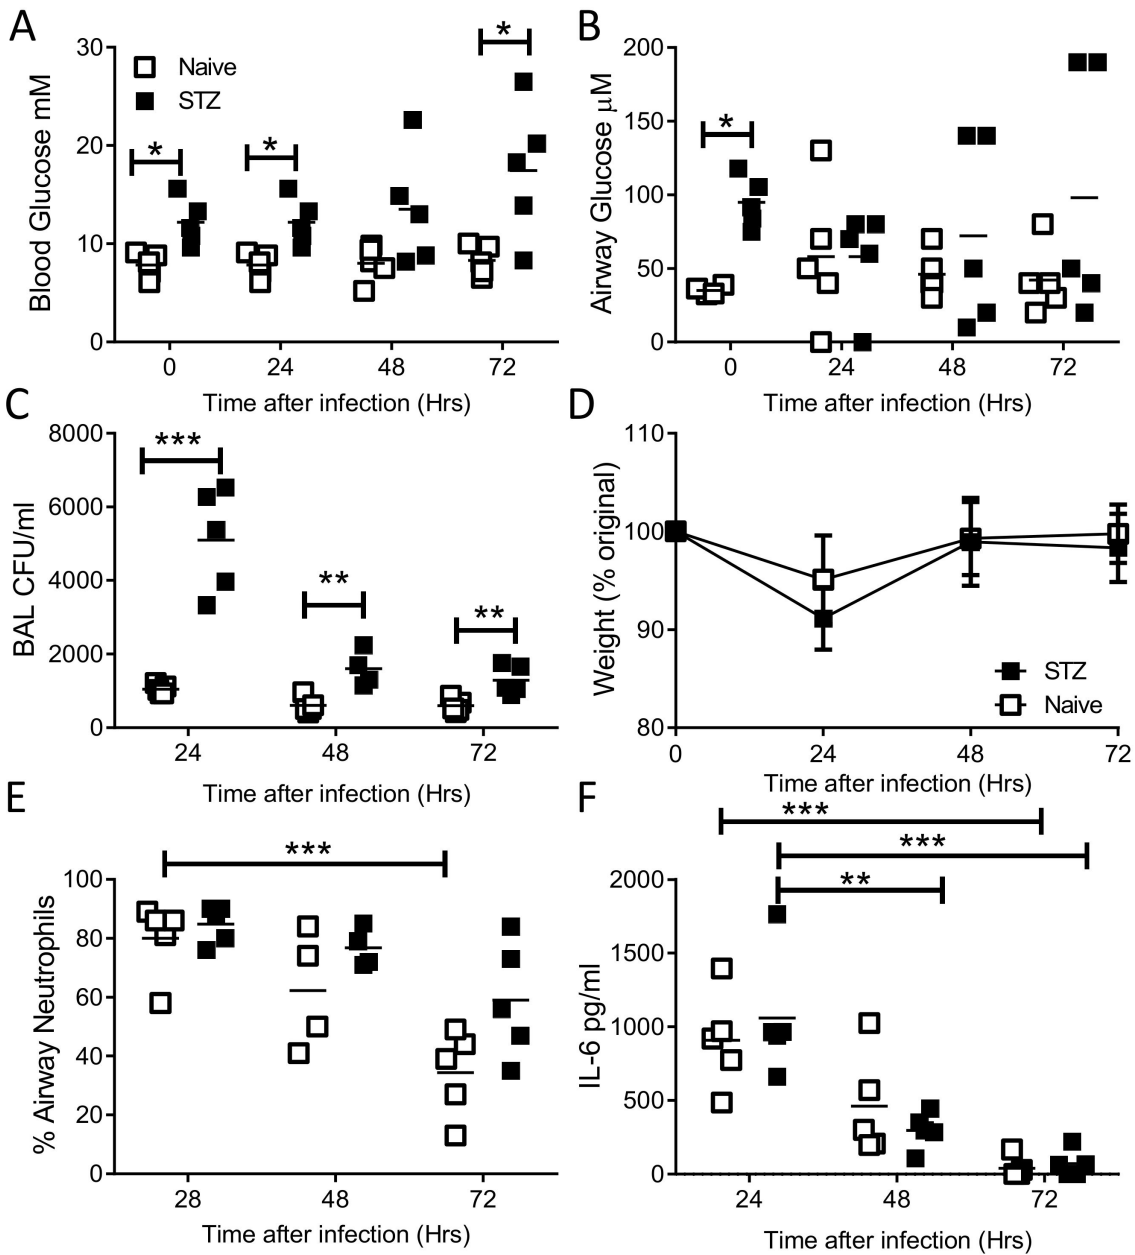 A
Blood Glucose mM
30
20
10
0
Naive
STZ
*
*
*
0 24 48 72
Time after infection (Hrs)
B
Airway Glucose μM
200
150
100
50
0
*
0 24 48 72
Time after infection (Hrs)
C
BAL CFU/ml
8000
6000
4000
2000
0
***
**
**
24 48 72
Time after infection (Hrs)
D
Weight (% original)
110
100
90
80
STZ
Naive
0 24 48 72
Time after infection (Hrs)
E
% Airway Neutrophils
100
80
60
40
20
0
***
28 48 72
Time after infection (Hrs)
F
IL-6 pg/ml
2000
1500
1000
500
0
***
***
**
24 48 72
Time after infection (Hrs)